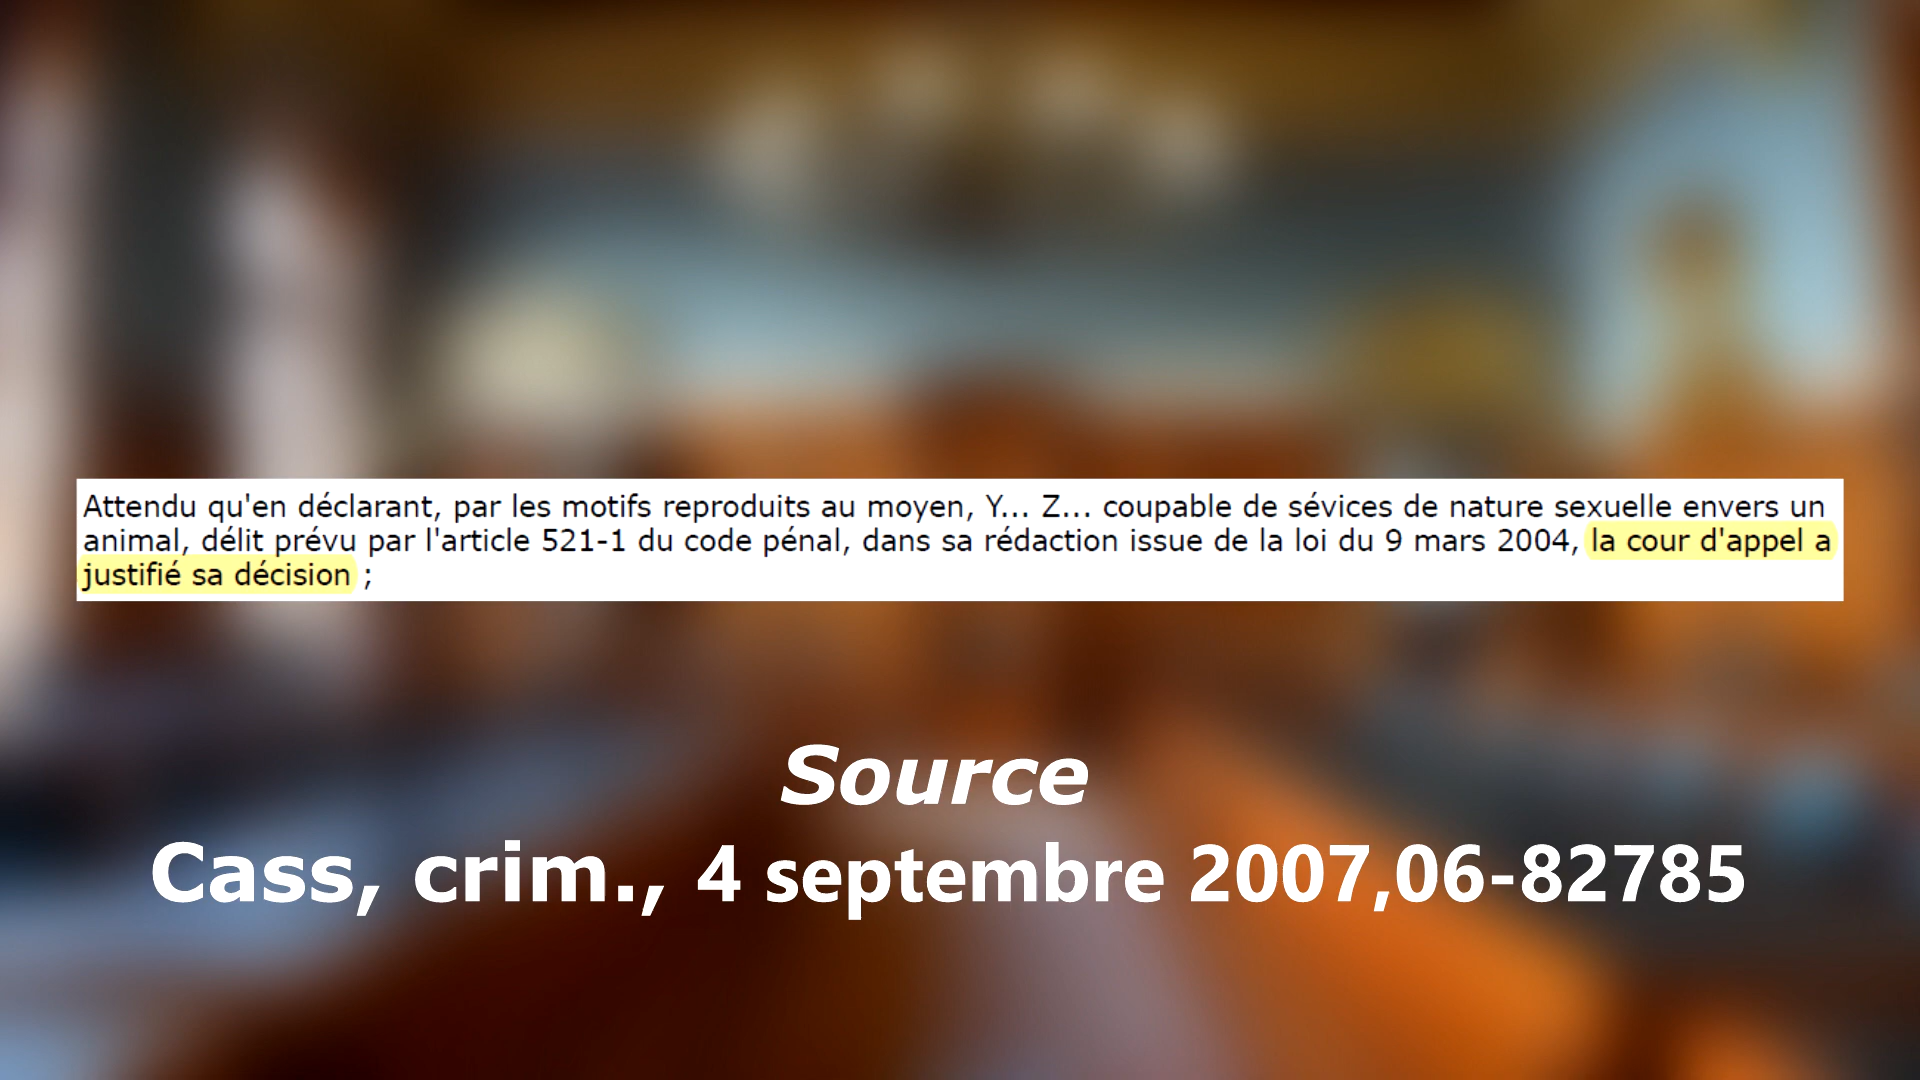 Attendu qu'en déclarant, par les motifs reproduits au moyen, Y... Z... coupable de sévices de nature sexuelle envers un
animal, délit prévu par l'article 521-1 du code pénal, dans sa rédaction issue de la loi du 9 mars 2004, la cour d'appel a
justifié sa décision ;
Source
Cass, crim., 4 septembre 2007,06-82785